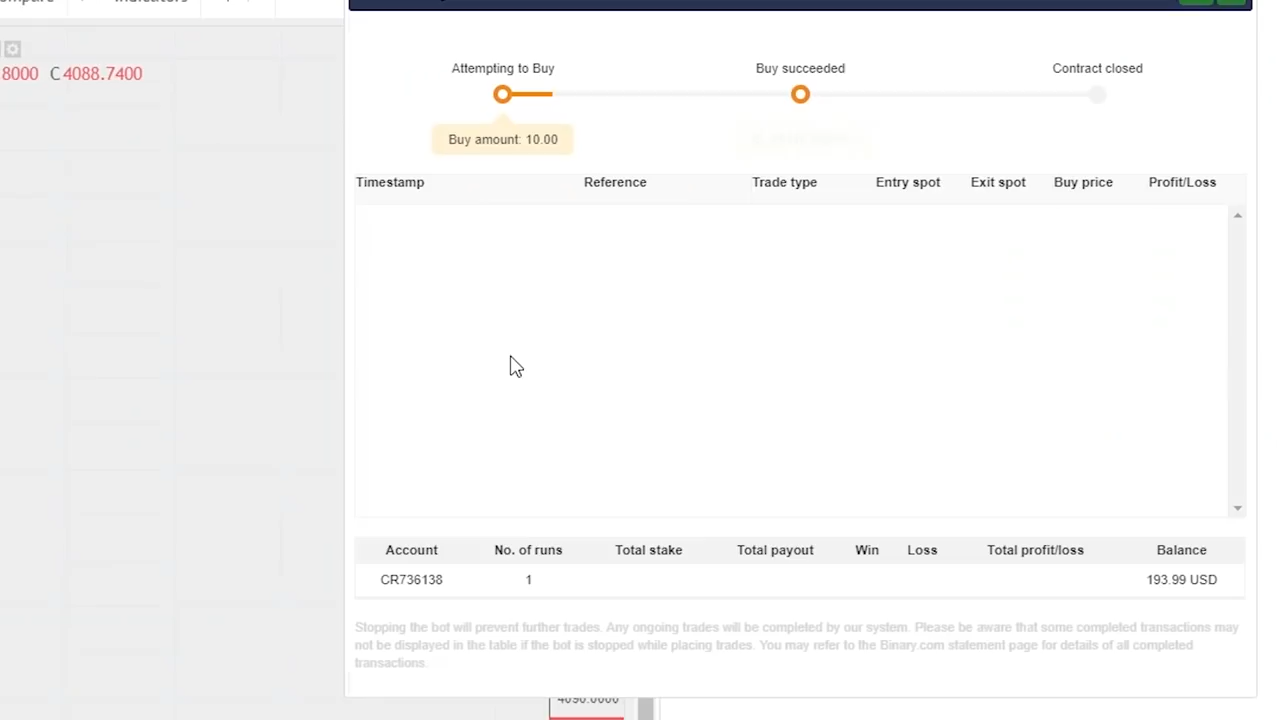 8000 C4088.7400
Attempting to Buy
Buy succeeded
Contract closed
Buy amount: 10.00
Timestamp Reference Trade type Entry spot Exit spot Buy price Profit/Loss
Account No. of runs Total stake Total payout Win Loss Total profit/loss Balance
CR736138 1 193.99 USD
Stopping the bot will prevent further trades. Any ongoing trades will be completed by our system. Please be aware that some completed transactions may
not be displayed in the table if the bot is stopped while placing trades. You may refer to the Binary.com statement page for details of all completed
transactions.
4090.0000